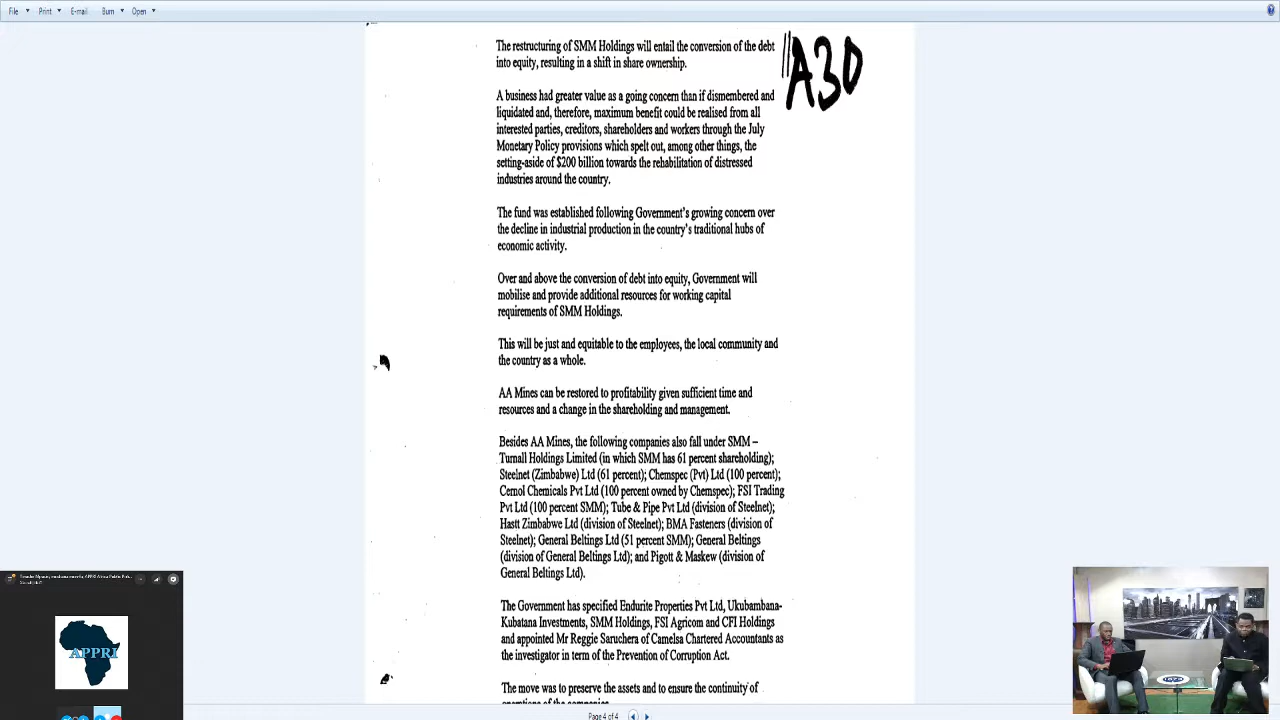 File Print E-mail Burn Open
The restructuring of SMM Holdings will entail the conversion of the debt
into equity, resulting in a shift in share ownership.
"A30
A business had greater value as a going concern than if dismembered and
liquidated and, therefore, maximum benefit could be realised from all
interested parties, creditors, shareholders and workers through the July
Monetary Policy provisions which spelt out, among other things, the
setting-aside of $200 billion towards the rehabilitation of distressed
industries around the country.
The fund was established following Government's growing concern over
the decline in industrial production in the country's traditional hubs of
economic activity.
Over and above the conversion of debt into equity, Government will
mobilise and provide additional resources for working capital
requirements of SMM Holdings.
This will be just and equitable to the employees, the local community and
the country as a whole.
AA Mines can be restored to profitability given sufficient time and
resources and a change in the shareholding and management.
Besides AA Mines, the following companies also fall under SMM –
Turnall Holdings Limited (in which SMM has 61 percent shareholding);
Steelnet (Zimbabwe) Ltd (61 percent); Chemspec (Pvt) Ltd (100 percent);
Cernol Chemicals Pvt Ltd (100 percent owned by Chemspec); FSI Trading
Pvt Ltd (100 percent SMM); Tube & Pipe Pvt Ltd (division of Steelnet);
Hastt Zimbabwe Ltd (division of Steelnet); BMA Fasteners (division of
Steelnet); General Beltings Ltd (51 percent SMM); General Beltings
(division of General Beltings Ltd); and Pigott & Maskew (division of
General Beltings Ltd).
The Government has specified Endurite Properties Pvt Ltd, Ukubambana-
Kubatana Investments, SMM Holdings, FSI Agricom and CFI Holdings
and appointed Mr Reggie Saruchera of Camelsa Chartered Accountants as
the investigator in term of the Prevention of Corruption Act.
The move was to preserve the assets and to ensure the continuity of
operations of the companies.
APPRI
Page 4 of 4